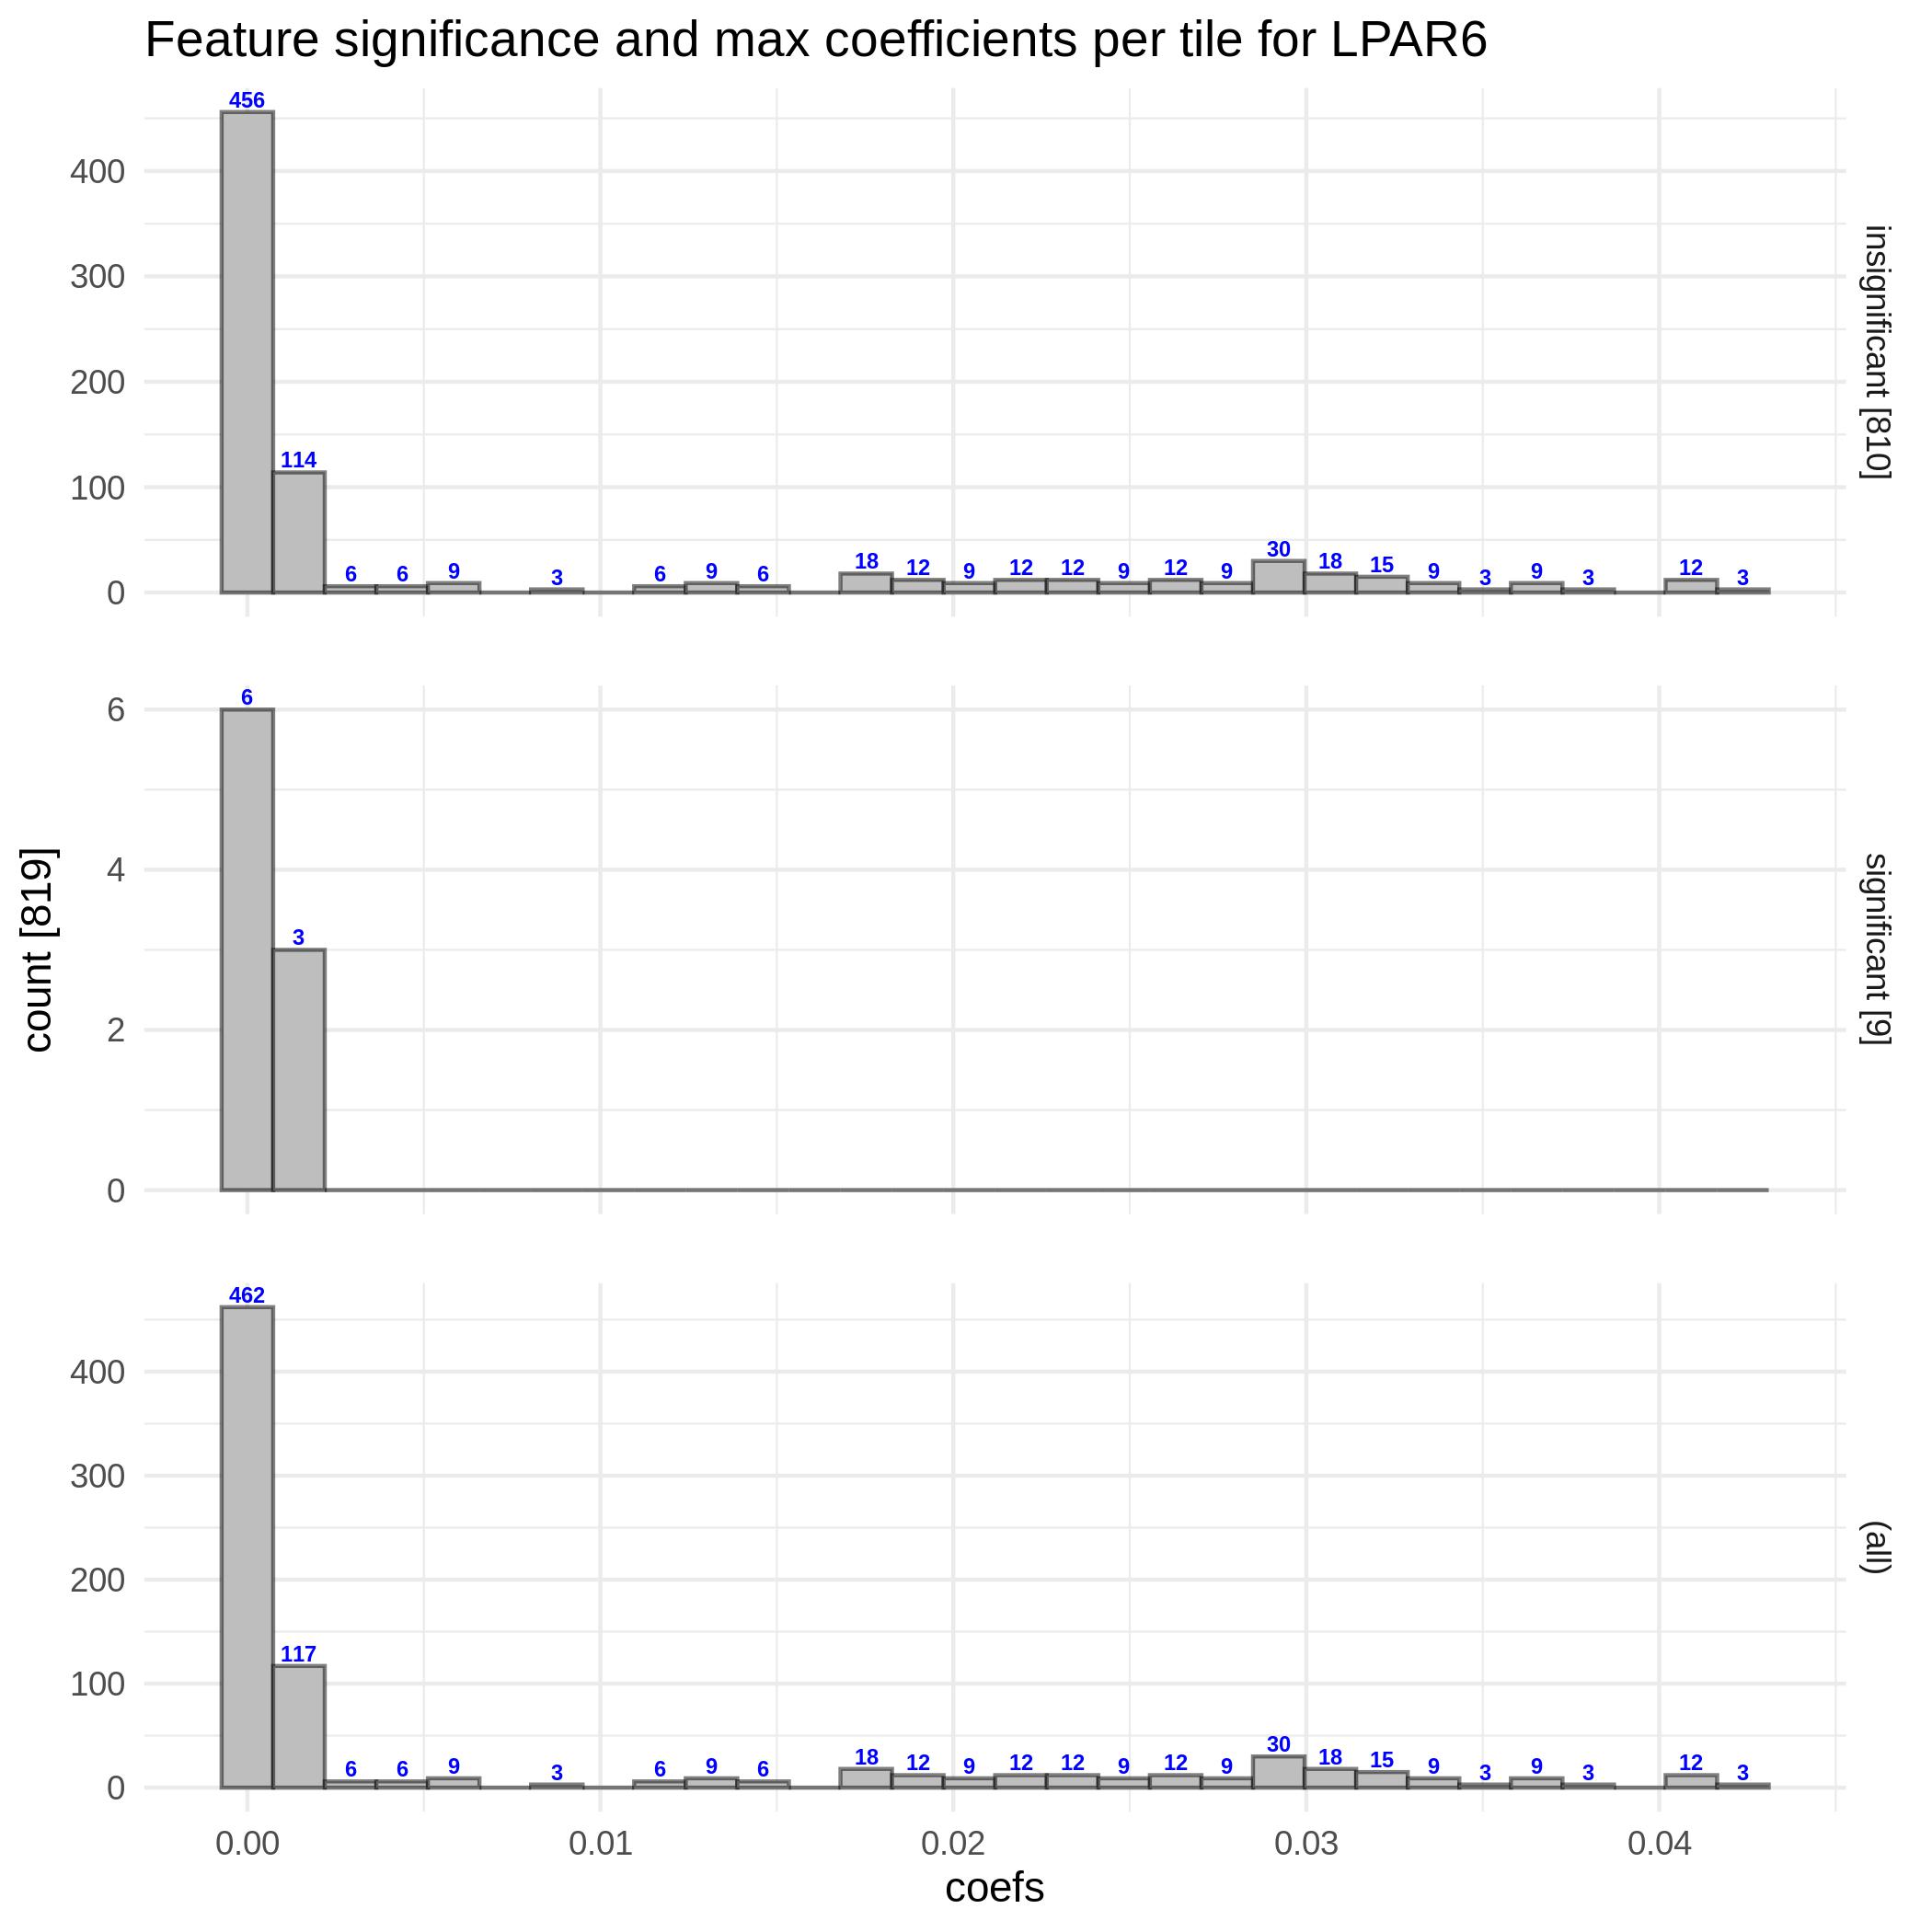 Feature significance and max coefficients per tile for LPAR6
456
400
300
200
114
100
6 6 9 3 6 9 6 18 12 9 12 12 9 12 9 30 18 15 9 3 9 3 12 3
0
insignificant [810]
6
6
4
3
2
0
significant [9]
count [819]
462
400
300
200
117
100
6 6 9 3 6 9 6 18 12 9 12 12 9 12 9 30 18 15 9 3 9 3 12 3
0
(all)
0.00 0.01 0.02 0.03 0.04
coefs